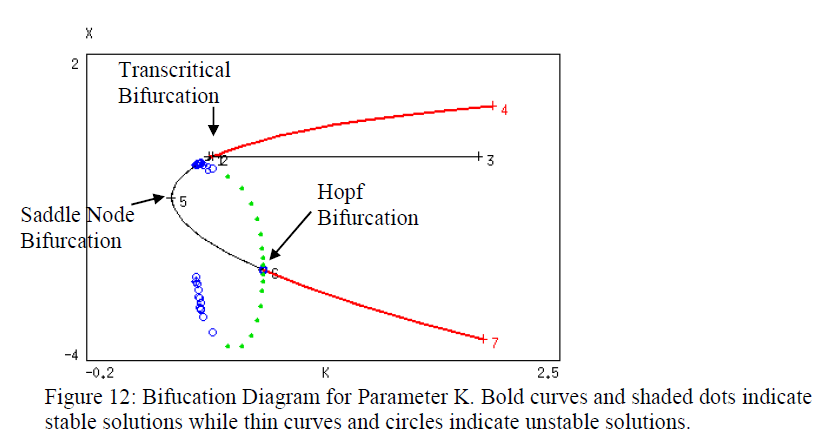 X
2
Transcritical
Bifurcation
4
12
3
5
Hopf
Bifurcation
Saddle Node
Bifurcation
6
7
-4
-0.2
K
2.5
Figure 12: Bifucation Diagram for Parameter K. Bold curves and shaded dots indicate
stable solutions while thin curves and circles indicate unstable solutions.